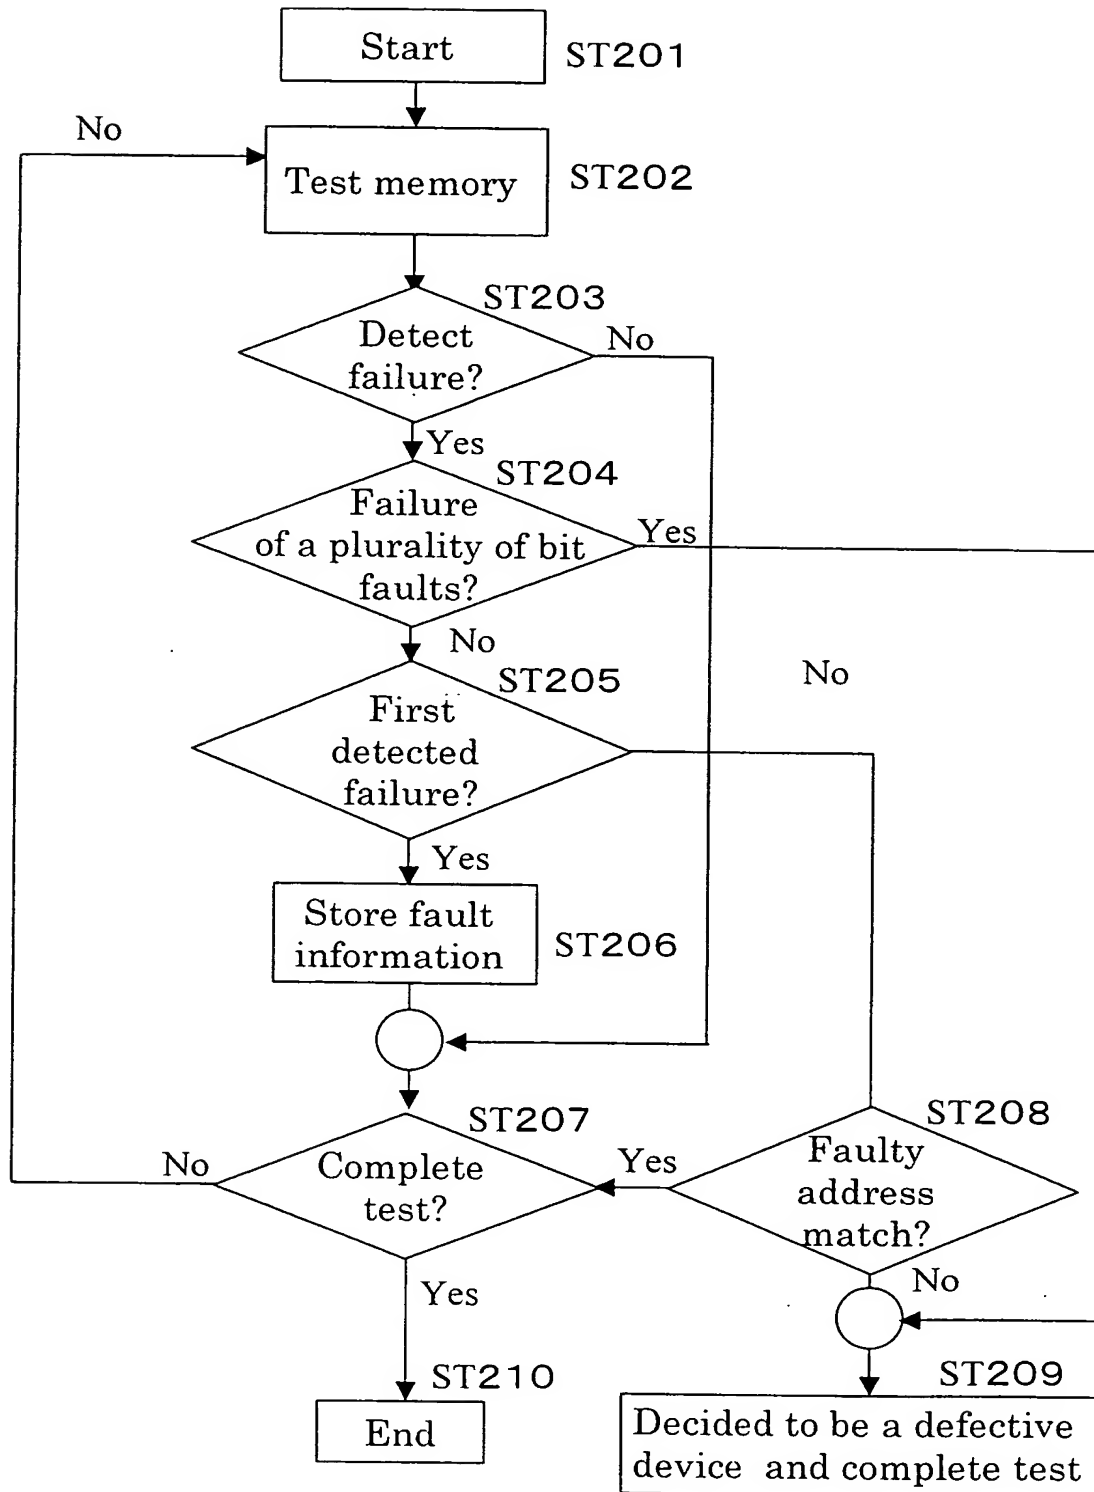 Start
ST201
No
Test memory
ST202
ST203
Detect
failure?
No
Yes
ST204
Failure
of a plurality of bit
faults?
Yes
No
ST205
No
First
detected
failure?
Yes
Store fault
information
ST206
ST207
Complete
test?
No
Yes
ST208
Faulty
address
match?
Yes
No
ST210
End
ST209
Decided to be a defective
device and complete test